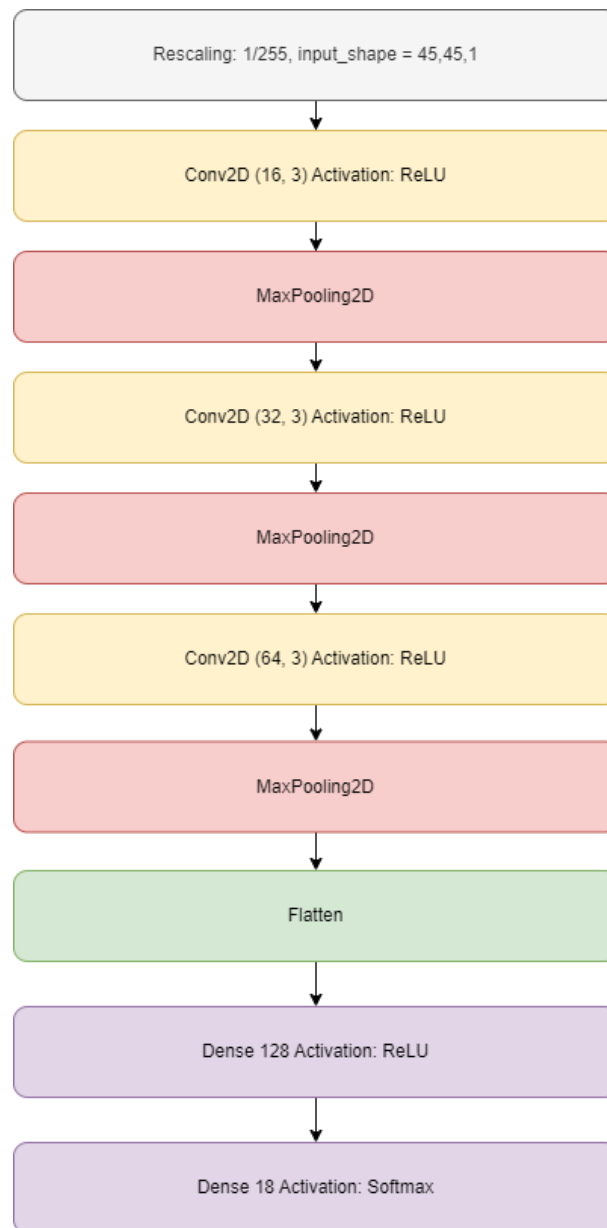 Rescaling: 1/255, input_shape = 45,45,1
Conv2D (16, 3) Activation: ReLU
MaxPooling2D
Conv2D (32, 3) Activation: ReLU
MaxPooling2D
Conv2D (64, 3) Activation: ReLU
MaxPooling2D
Flatten
Dense 128 Activation: ReLU
Dense 18 Activation: Softmax